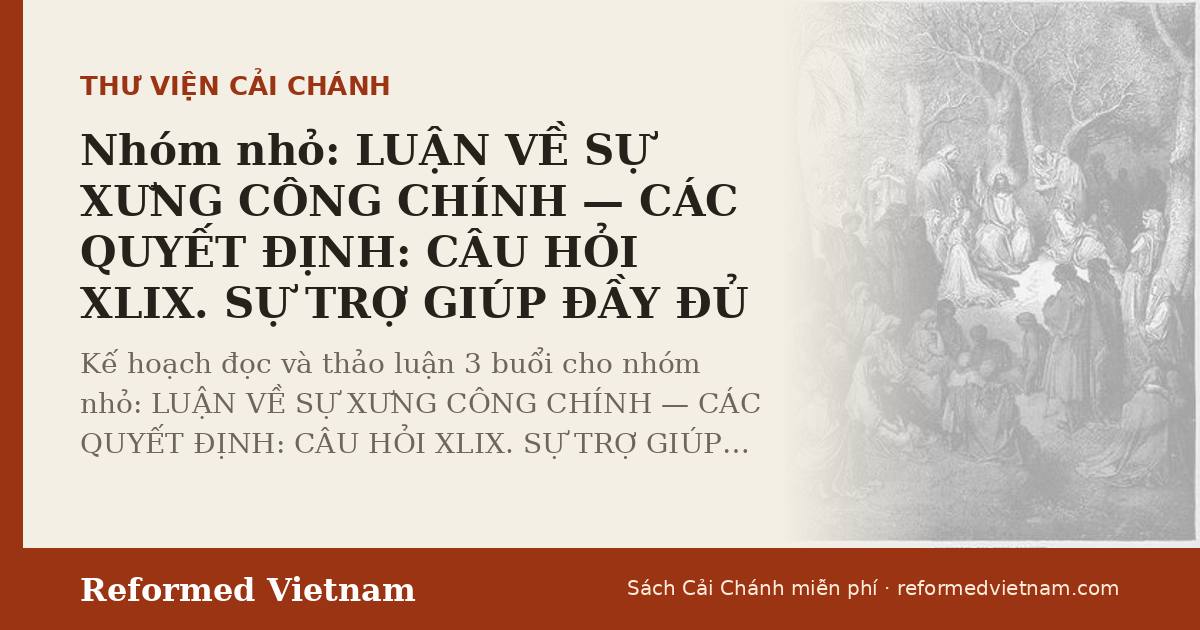 THƯ VIỆN CẢI CHÁNH
Nhóm nhỏ: LUẬN VỀ SỰ
XƯNG CÔNG CHÍNH — CÁC
QUYẾT ĐỊNH: CÂU HỎI
XLIX. SỰ TRỢ GIÚP ĐẦY ĐỦ
Kế hoạch đọc và thảo luận 3 buổi cho nhóm
nhỏ: LUẬN VỀ SỰ XƯNG CÔNG CHÍNH — CÁC
QUYẾT ĐỊNH: CÂU HỎI XLIX. SỰ TRỢ GIÚP...
Reformed Vietnam
Sách Cải Chánh miễn phí · reformedvietnam.com